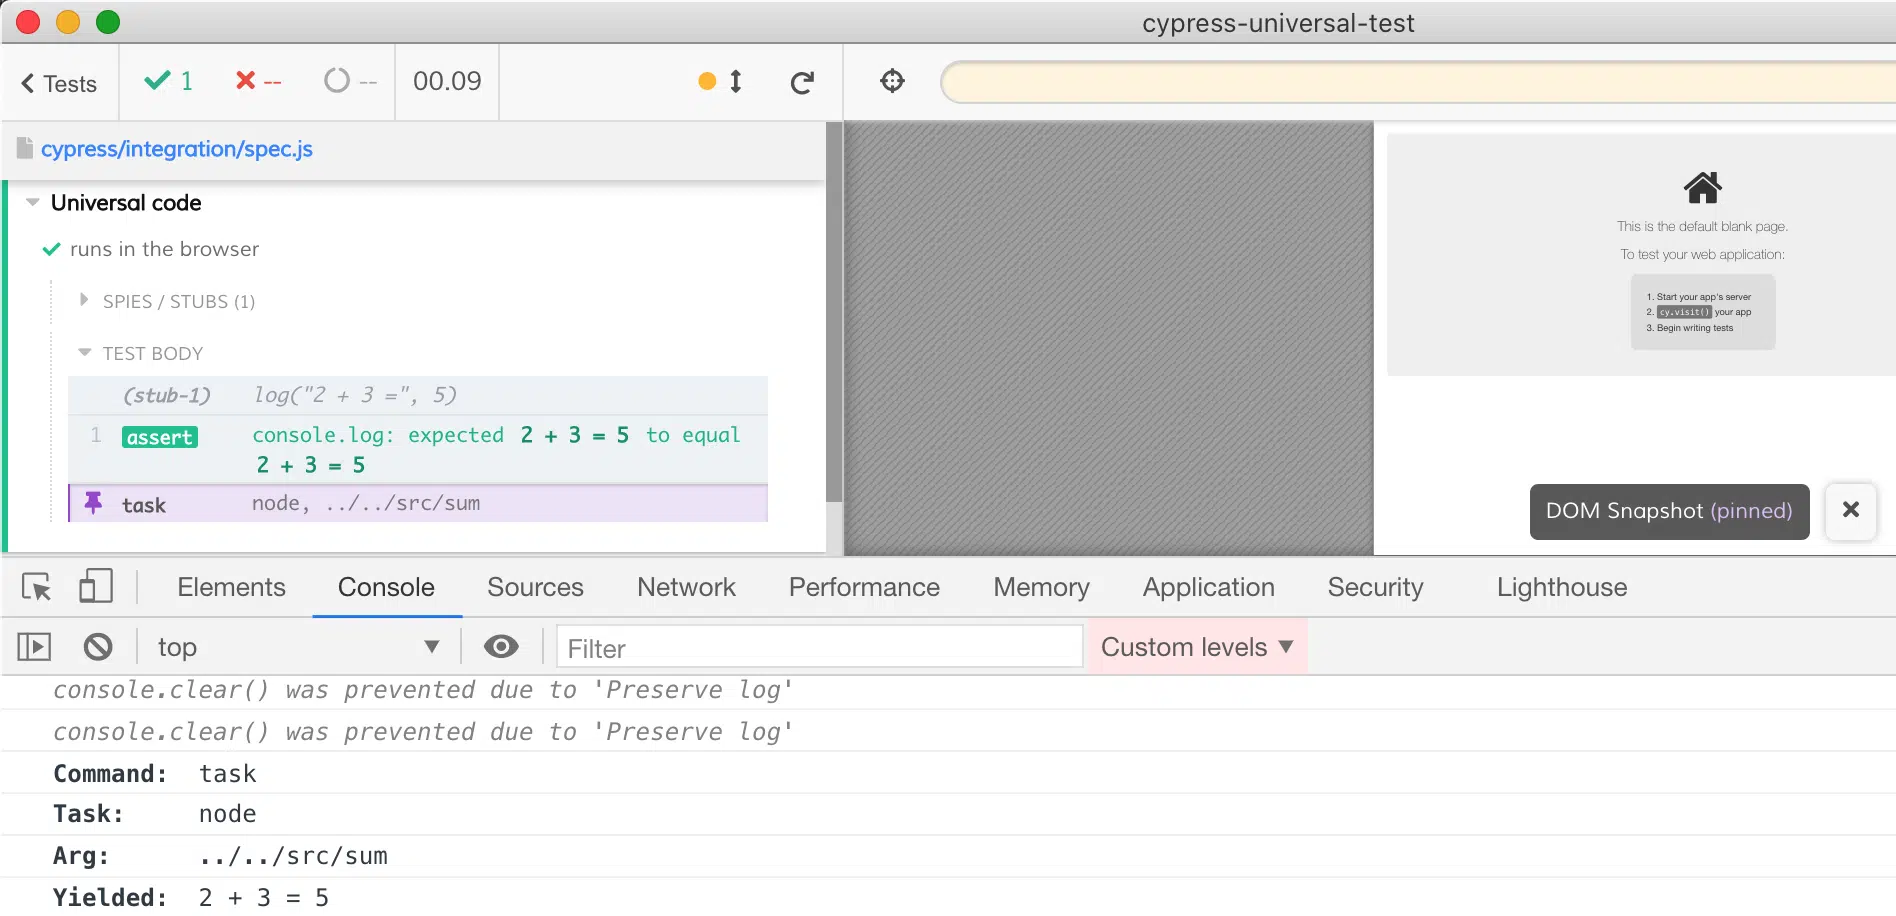 cypress-universal-test
Tests
1
--
--
00.09
cypress/integration/spec.js
Universal code
runs in the browser
SPIES / STUBS (1)
TEST BODY
(stub-1) log("2 + 3 =", 5)
1 assert console.log: expected 2 + 3 = 5 to equal
2 + 3 = 5
task node, ../../src/sum
This is the default blank page.
To test your web application:
1. Start your app's server
2. cy.visit() your app
3. Begin writing tests
DOM Snapshot (pinned)
Elements Console Sources Network Performance Memory Application Security Lighthouse
top Filter Custom levels
console.clear() was prevented due to 'Preserve log'
console.clear() was prevented due to 'Preserve log'
Command: task
Task: node
Arg: ../../src/sum
Yielded: 2 + 3 = 5